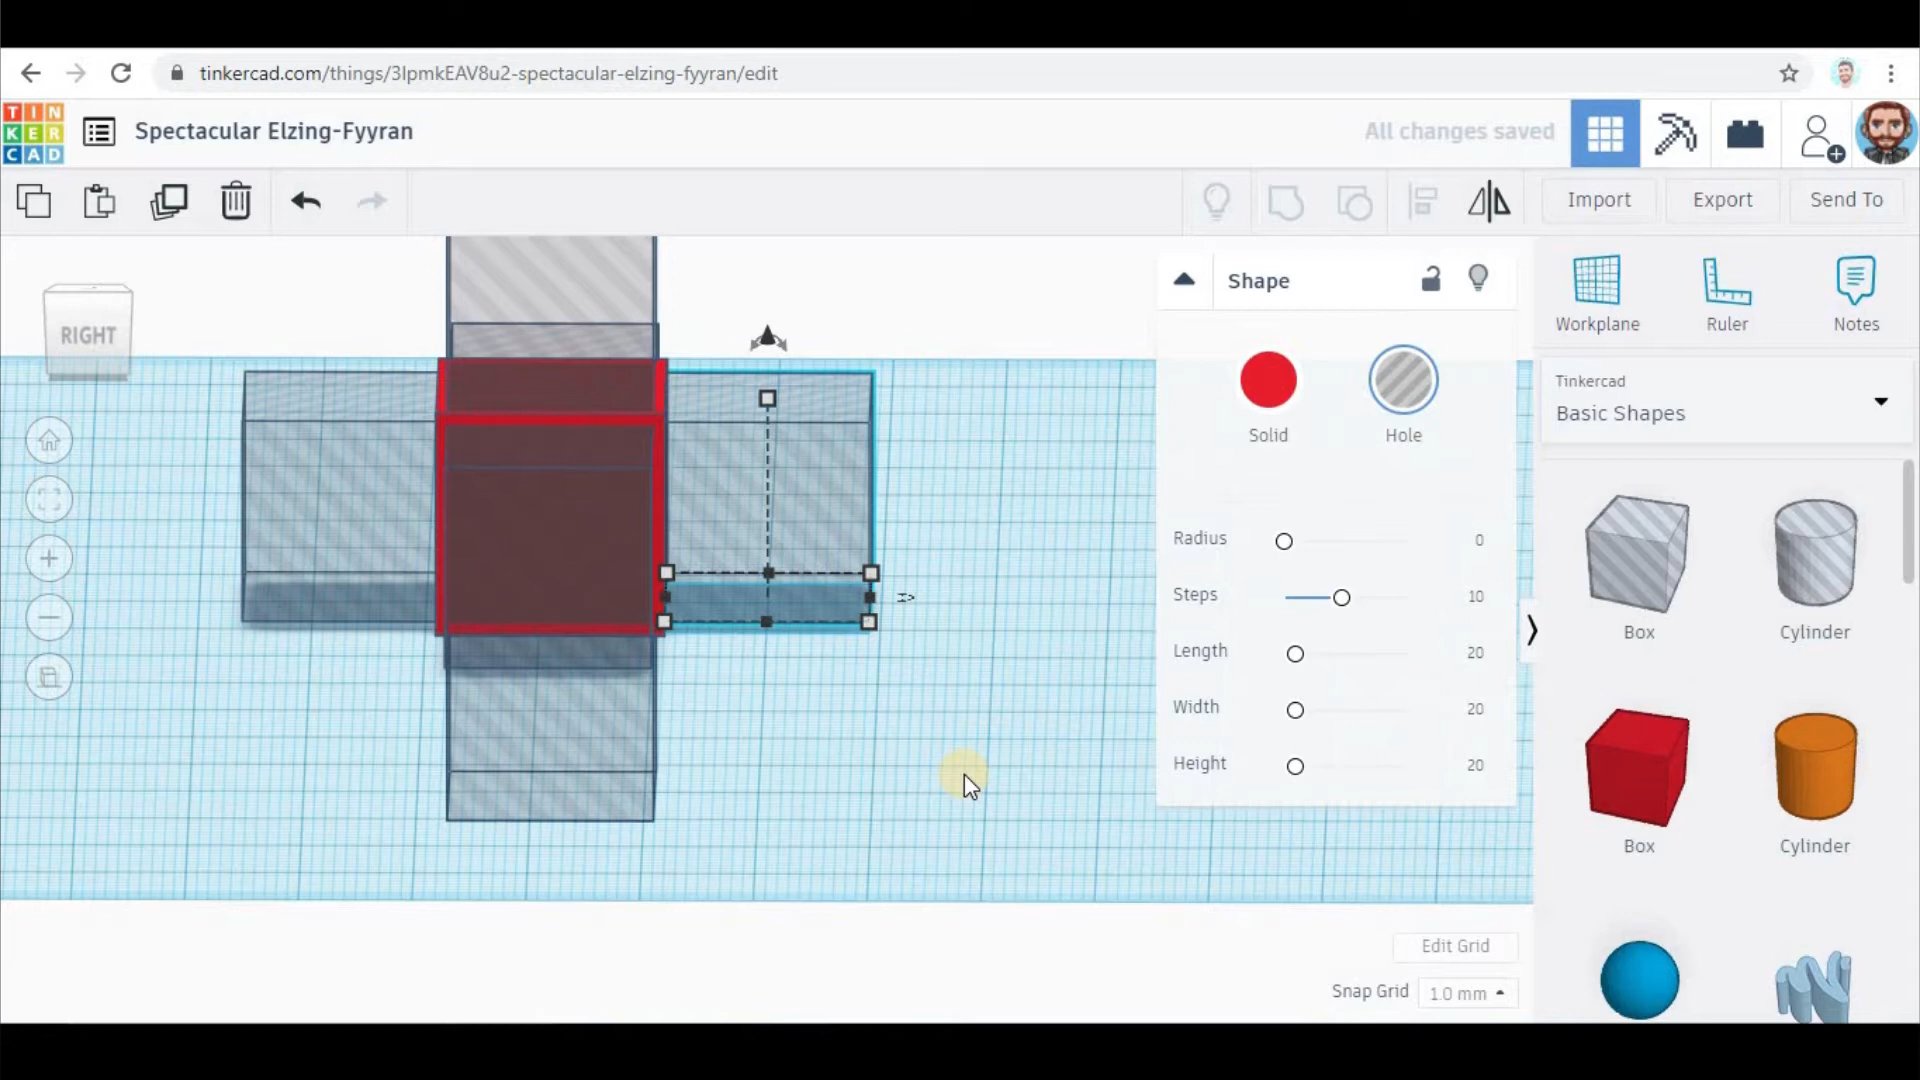 tinkercad.com/things/3IpmkEAV8u2-spectacular-elzing-fyyran/edit
TIN
KER
CAD
Spectacular Elzing-Fyyran
All changes saved
Import
Export
Send To
RIGHT
Shape
Solid
Hole
Radius 0
Steps 10
Length 20
Width 20
Height 20
Workplane
Ruler
Notes
Tinkercad
Basic Shapes
Box
Cylinder
Box
Cylinder
Edit Grid
Snap Grid 1.0 mm